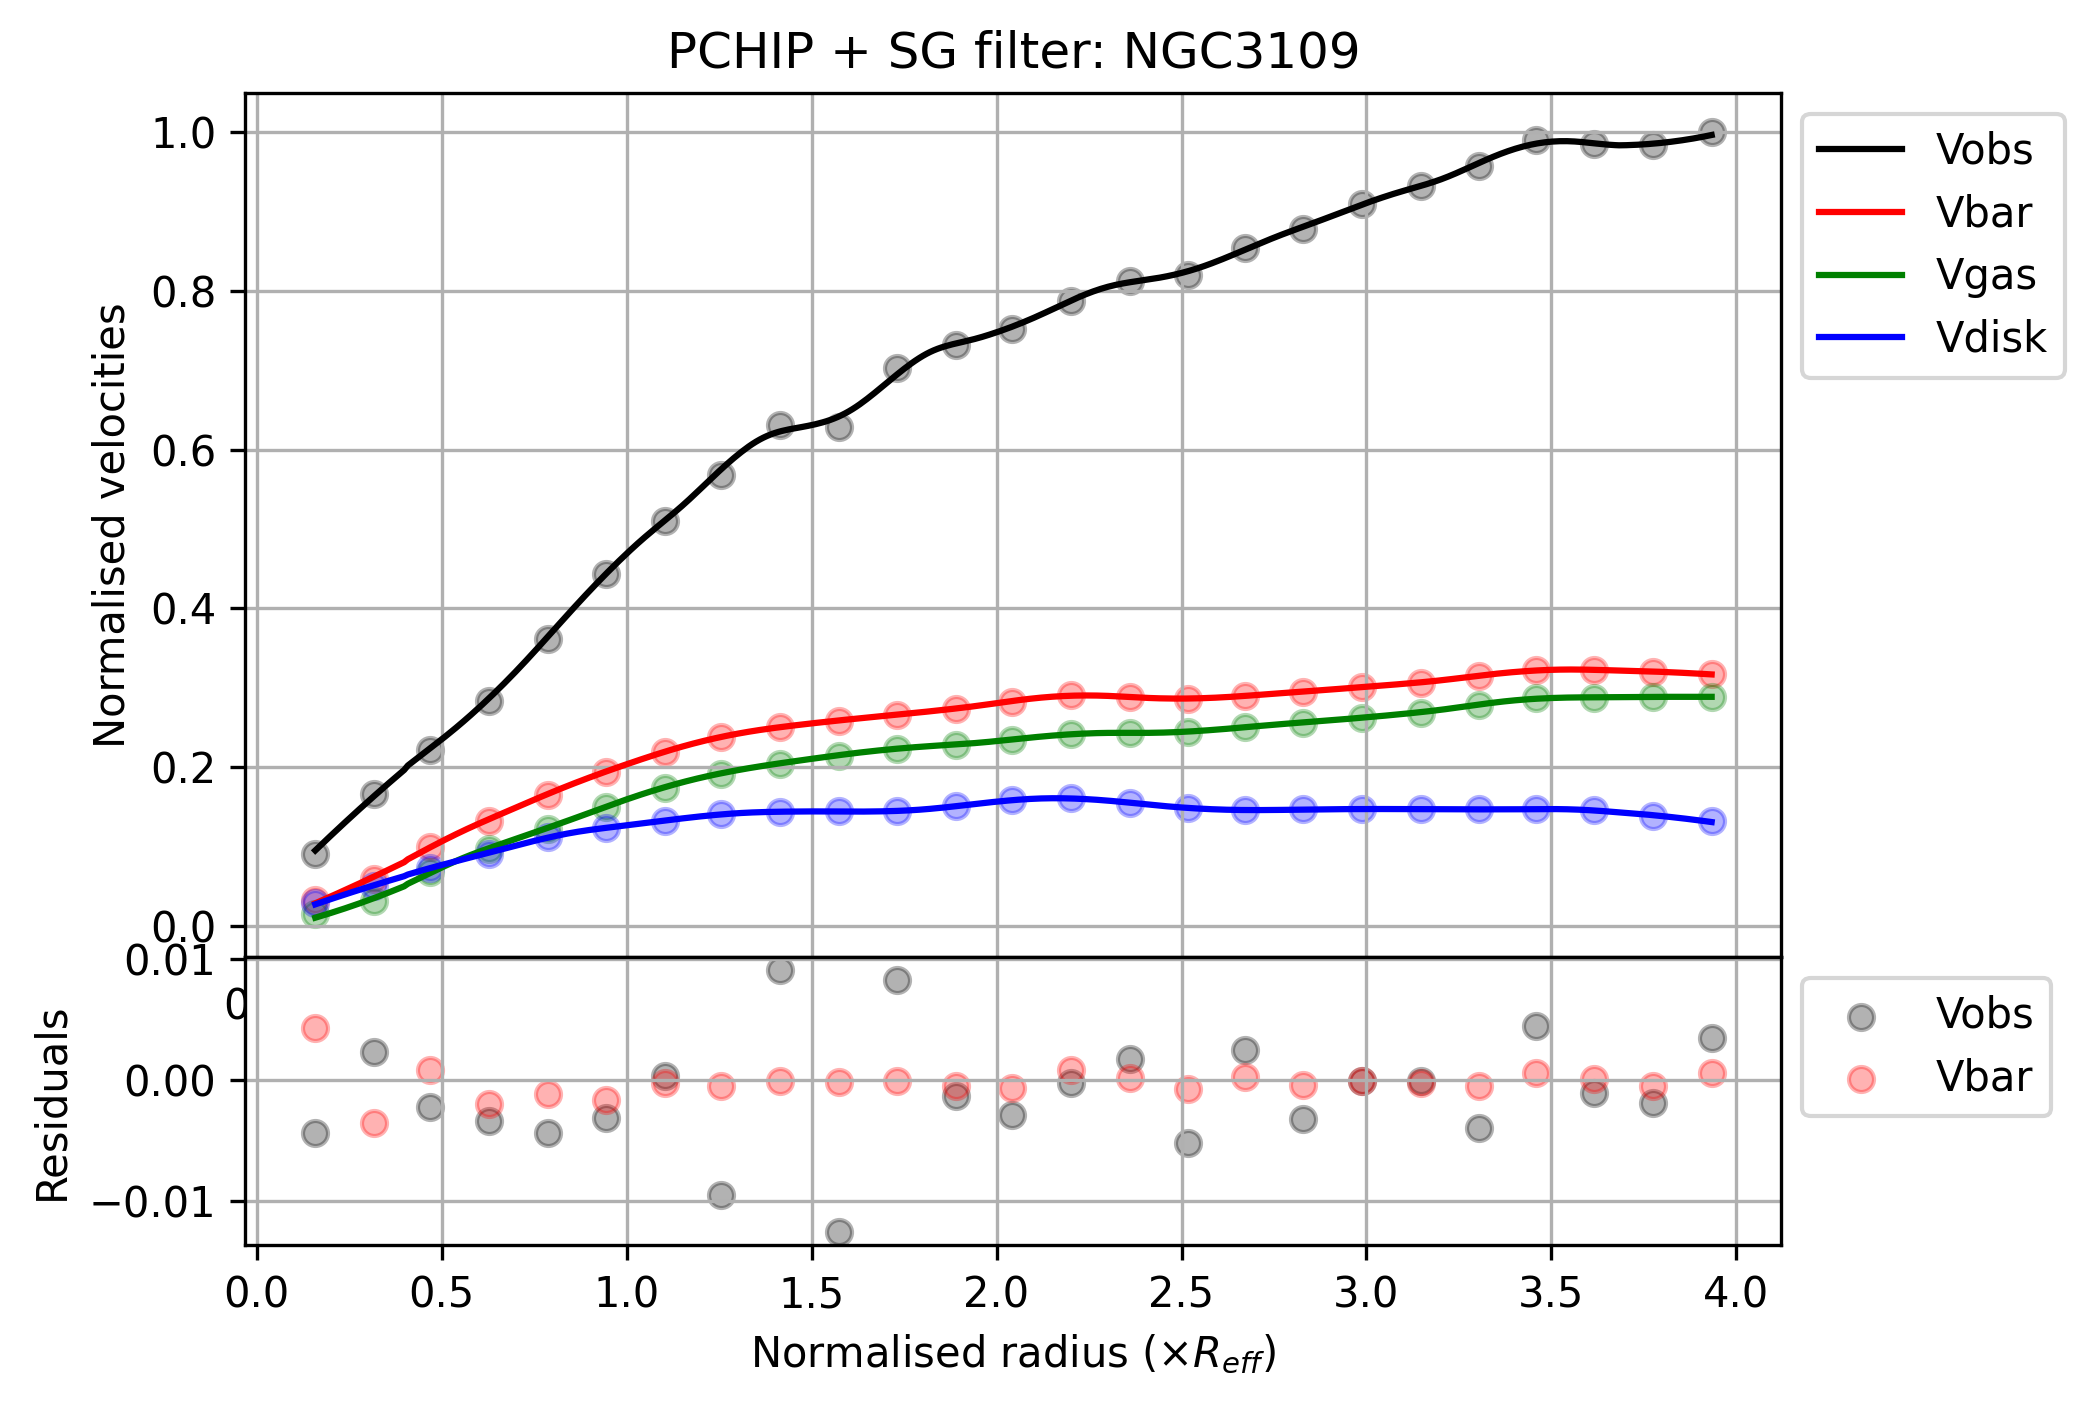 PCHIP + SG filter: NGC3109
Normalised velocities
1.0
0.8
0.6
0.4
0.2
0.0
Vobs
Vbar
Vgas
Vdisk
Residuals
0.01
0
0.00
−0.01
Vobs
Vbar
0.0 0.5 1.0 1.5 2.0 2.5 3.0 3.5 4.0
Normalised radius (×R_eff)